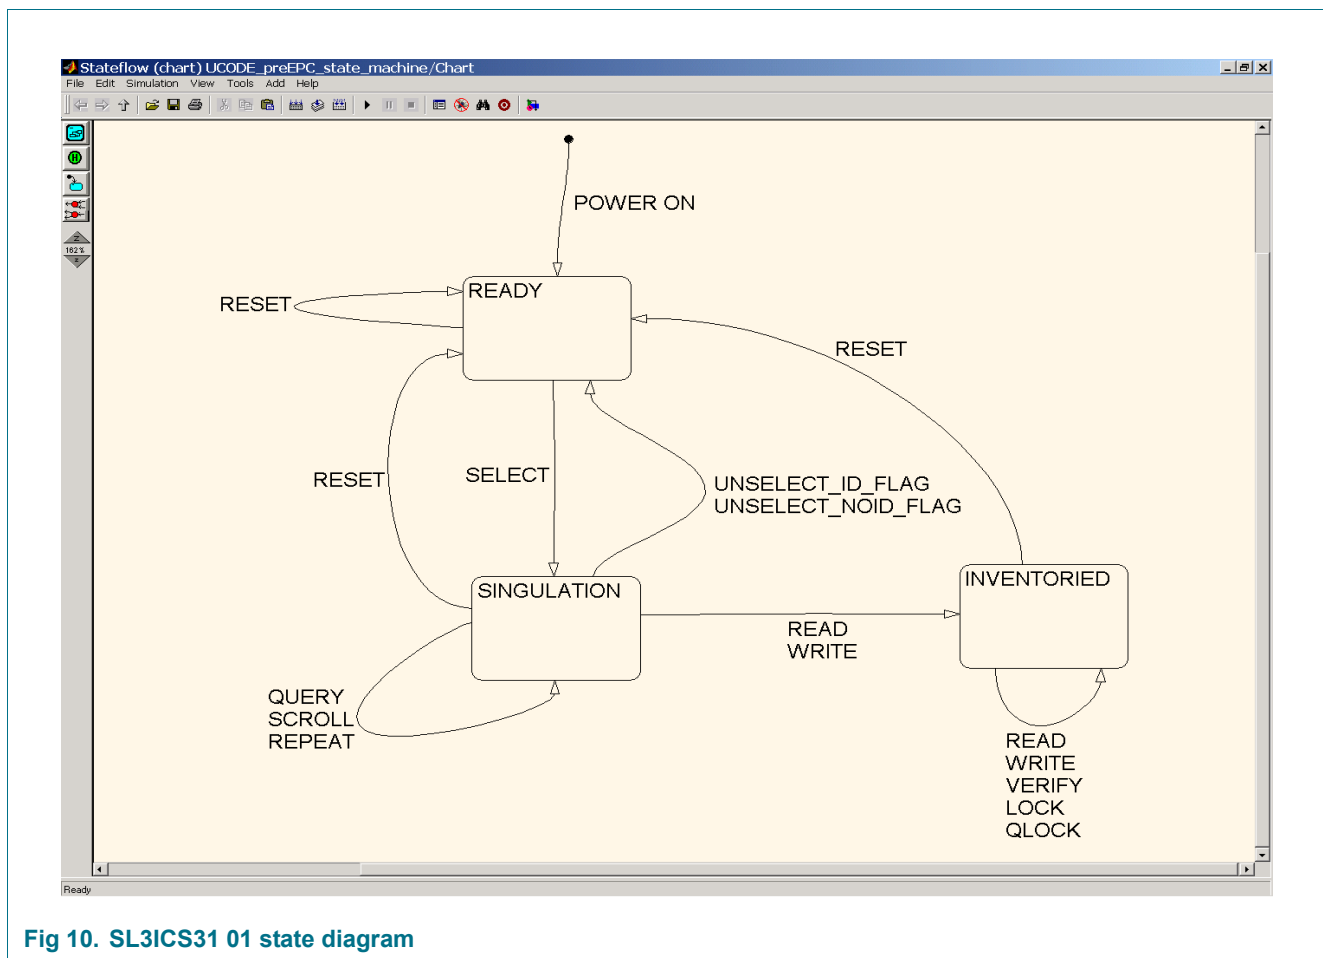 Stateflow (chart) UCODE_preEPC_state_machine/Chart
File Edit Simulation View Tools Add Help
162%
POWER ON
READY
RESET
RESET
RESET
SELECT
UNSELECT_ID_FLAG
UNSELECT_NOID_FLAG
SINGULATION
INVENTORIED
READ
WRITE
QUERY
SCROLL
REPEAT
READ
WRITE
VERIFY
LOCK
QLOCK
Ready
Fig 10. SL3ICS31 01 state diagram